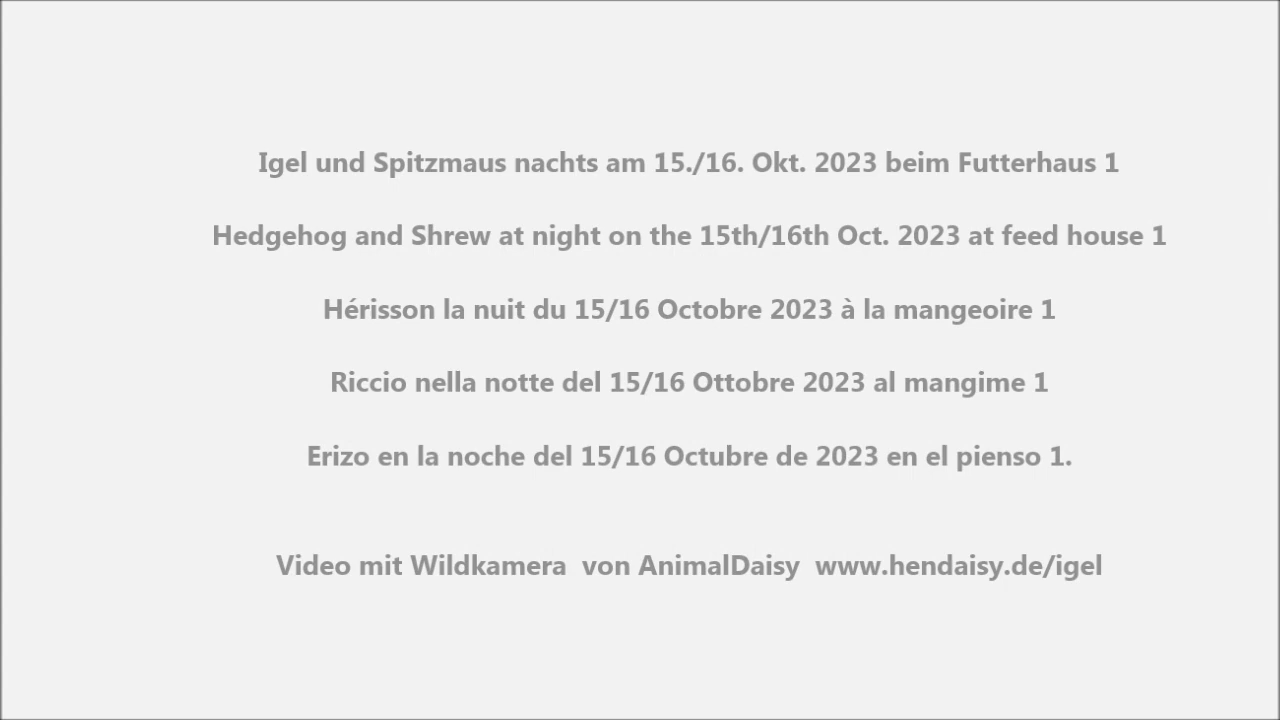 Igel und Spitzmaus nachts am 15./16. Okt. 2023 beim Futterhaus 1
Hedgehog and Shrew at night on the 15th/16th Oct. 2023 at feed house 1
Hérisson la nuit du 15/16 Octobre 2023 à la mangeoire 1
Riccio nella notte del 15/16 Ottobre 2023 al mangime 1
Erizo en la noche del 15/16 Octubre de 2023 en el pienso 1.
Video mit Wildkamera  von AnimalDaisy  www.hendaisy.de/igel